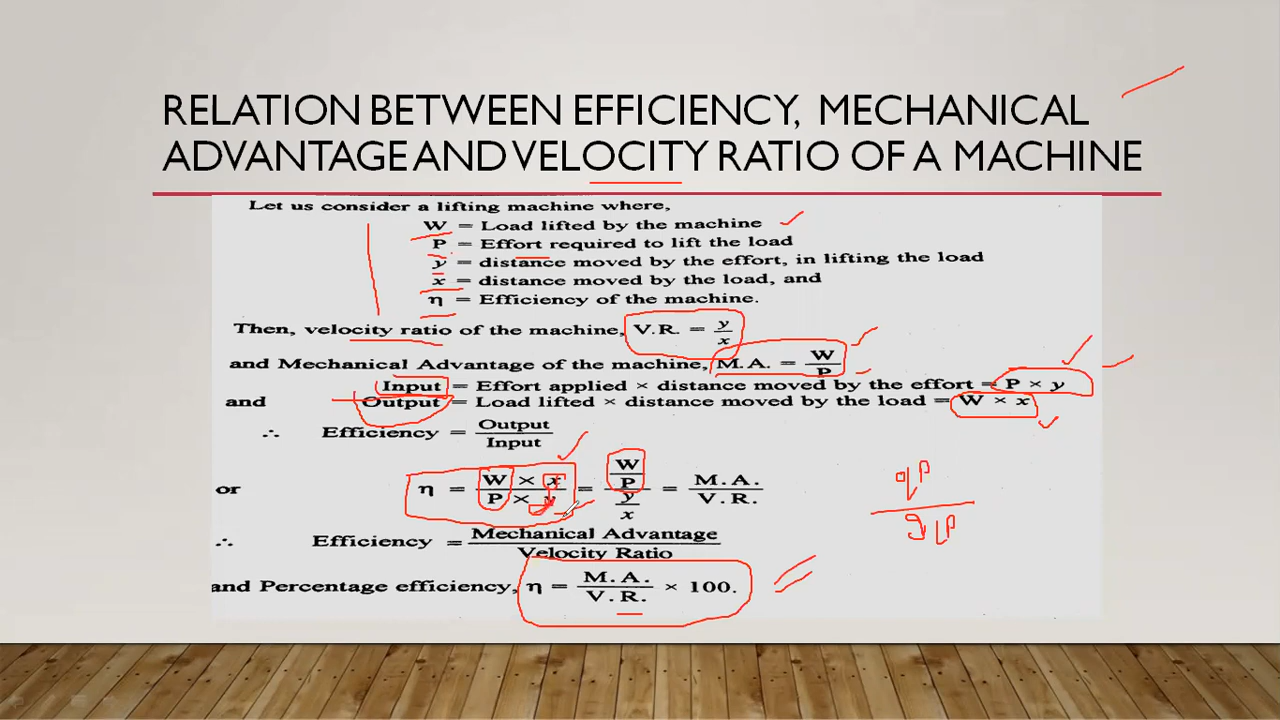 RELATION BETWEEN EFFICIENCY, MECHANICAL
ADVANTAGE AND VELOCITY RATIO OF A MACHINE
Let us consider a lifting machine where,
W = Load lifted by the machine
P = Effort required to lift the load
y = distance moved by the effort, in lifting the load
x = distance moved by the load, and
η = Efficiency of the machine.
Then, velocity ratio of the machine, V.R. = y/x
and Mechanical Advantage of the machine, M.A. = W/P
Input = Effort applied × distance moved by the effort = P × y
and Output = Load lifted × distance moved by the load = W × x
∴ Efficiency = Output/Input
or η = (W × x)/(P × y) = (W/P)/(y/x) = M.A./V.R.
∴ Efficiency = Mechanical Advantage/Velocity Ratio
and Percentage efficiency, η = M.A./V.R. × 100.